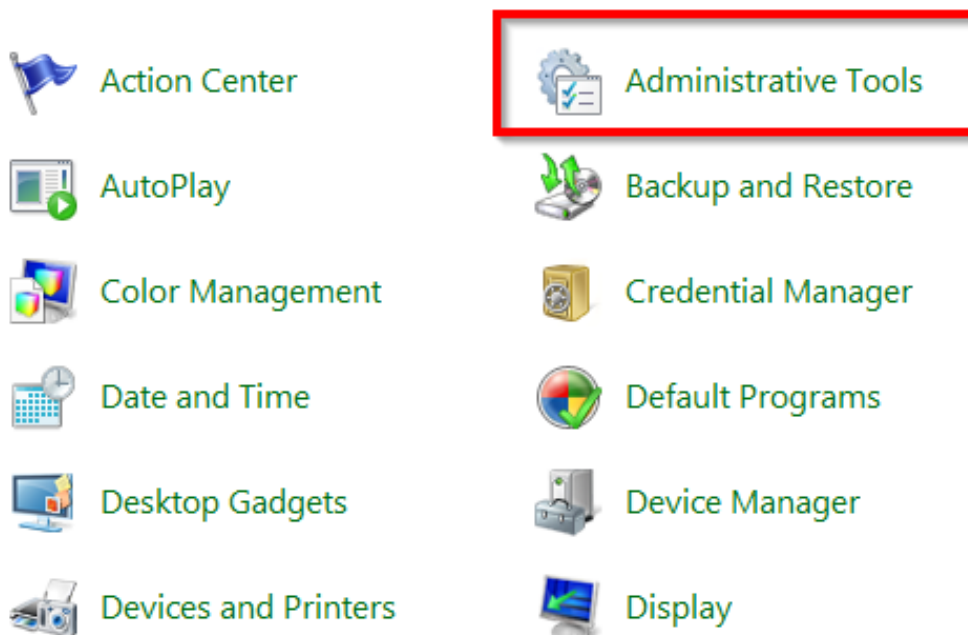 Action Center
Administrative Tools
AutoPlay
Backup and Restore
Color Management
Credential Manager
Date and Time
Default Programs
Desktop Gadgets
Device Manager
Devices and Printers
Display